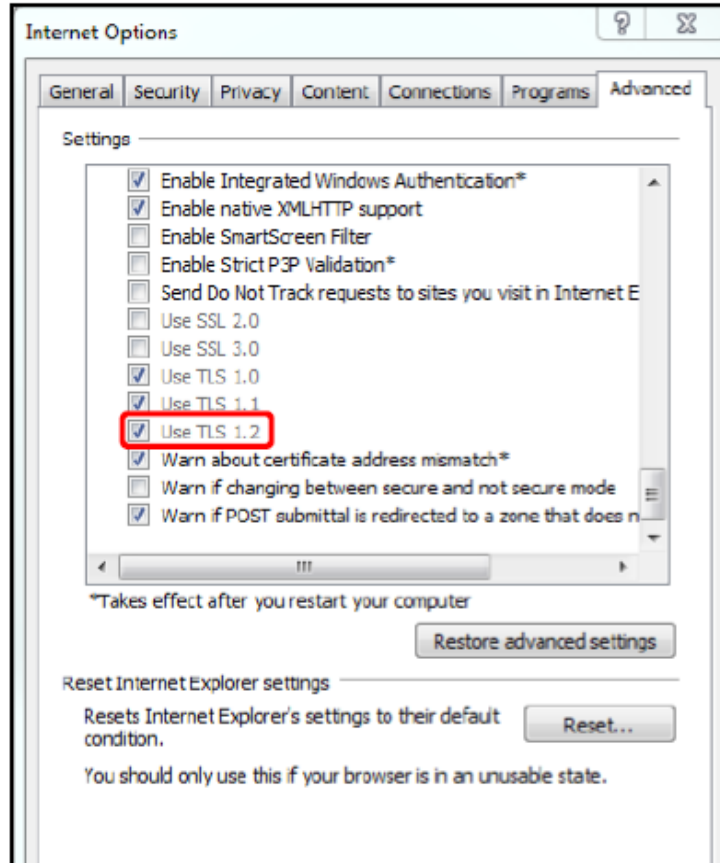 Internet Options
General Security Privacy Content Connections Programs Advanced
Settings
Enable Integrated Windows Authentication*
Enable native XMLHTTP support
Enable SmartScreen Filter
Enable Strict P3P Validation*
Send Do Not Track requests to sites you visit in Internet E
Use SSL 2.0
Use SSL 3.0
Use TLS 1.0
Use TLS 1.1
Use TLS 1.2
Warn about certificate address mismatch*
Warn if changing between secure and not secure mode
Warn if POST submittal is redirected to a zone that does n
*Takes effect after you restart your computer
Restore advanced settings
Reset Internet Explorer settings
Resets Internet Explorer's settings to their default
condition.
Reset...
You should only use this if your browser is in an unusable state.